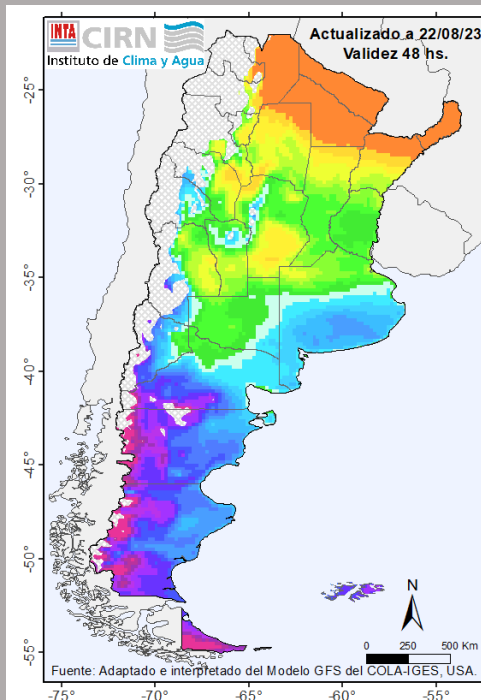 INTA CIRN
Instituto de Clima y Agua
Actualizado a 22/08/23
Validez 48 hs.
-25°
-30°
-35°
-40°
-45°
-50°
-55°
N
0 250 500 Km
Fuente: Adaptado e interpretado del Modelo GFS del COLA-IGES, USA.
-75° -70° -65° -60° -55°